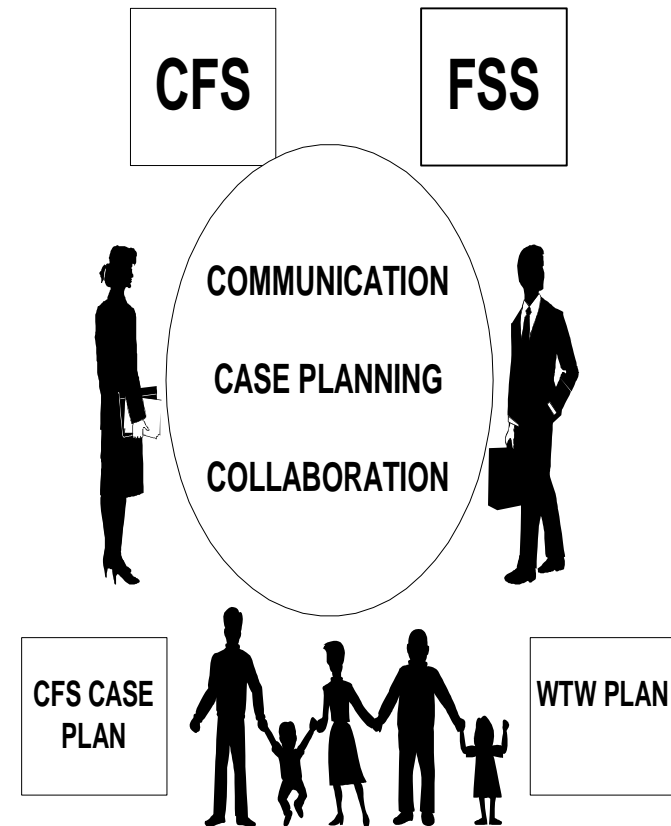 CFS
FSS
COMMUNICATION
CASE PLANNING
COLLABORATION
CFS CASE
PLAN
WTW PLAN